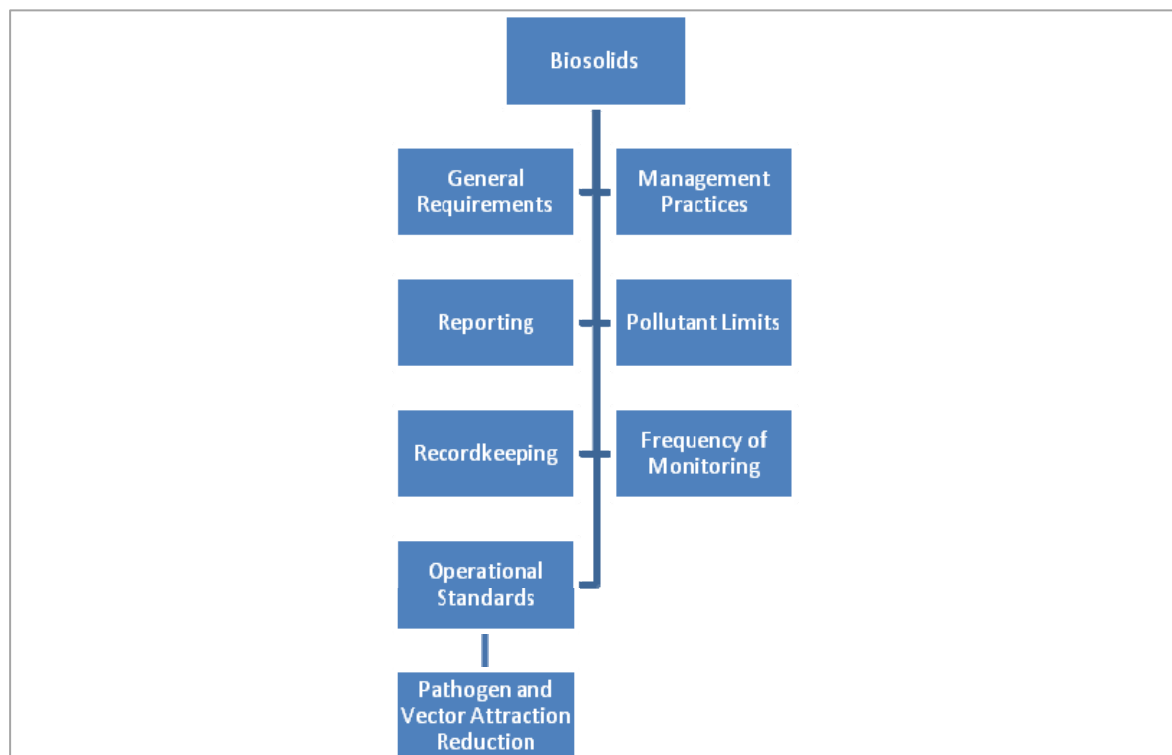 Biosolids
General
Requirements
Management
Practices
Reporting
Pollutant Limits
Recordkeeping
Frequency of
Monitoring
Operational
Standards
Pathogen and
Vector Attraction
Reduction